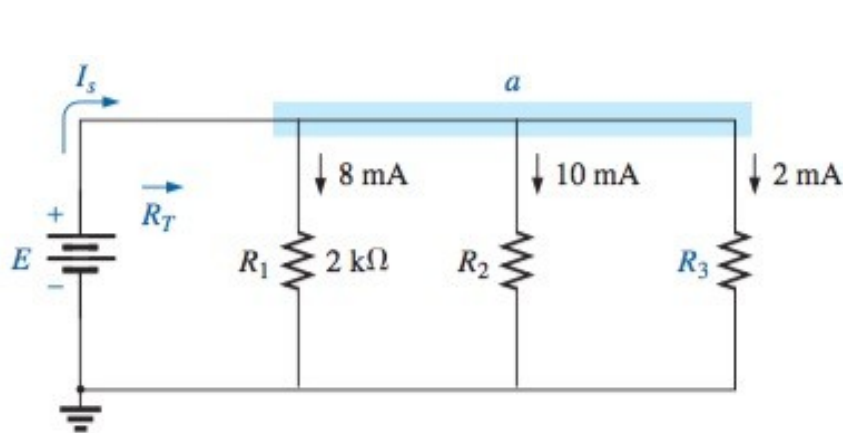 I_s
a
8 mA
10 mA
2 mA
+
R_T
E
R_1
2 kΩ
R_2
R_3
−